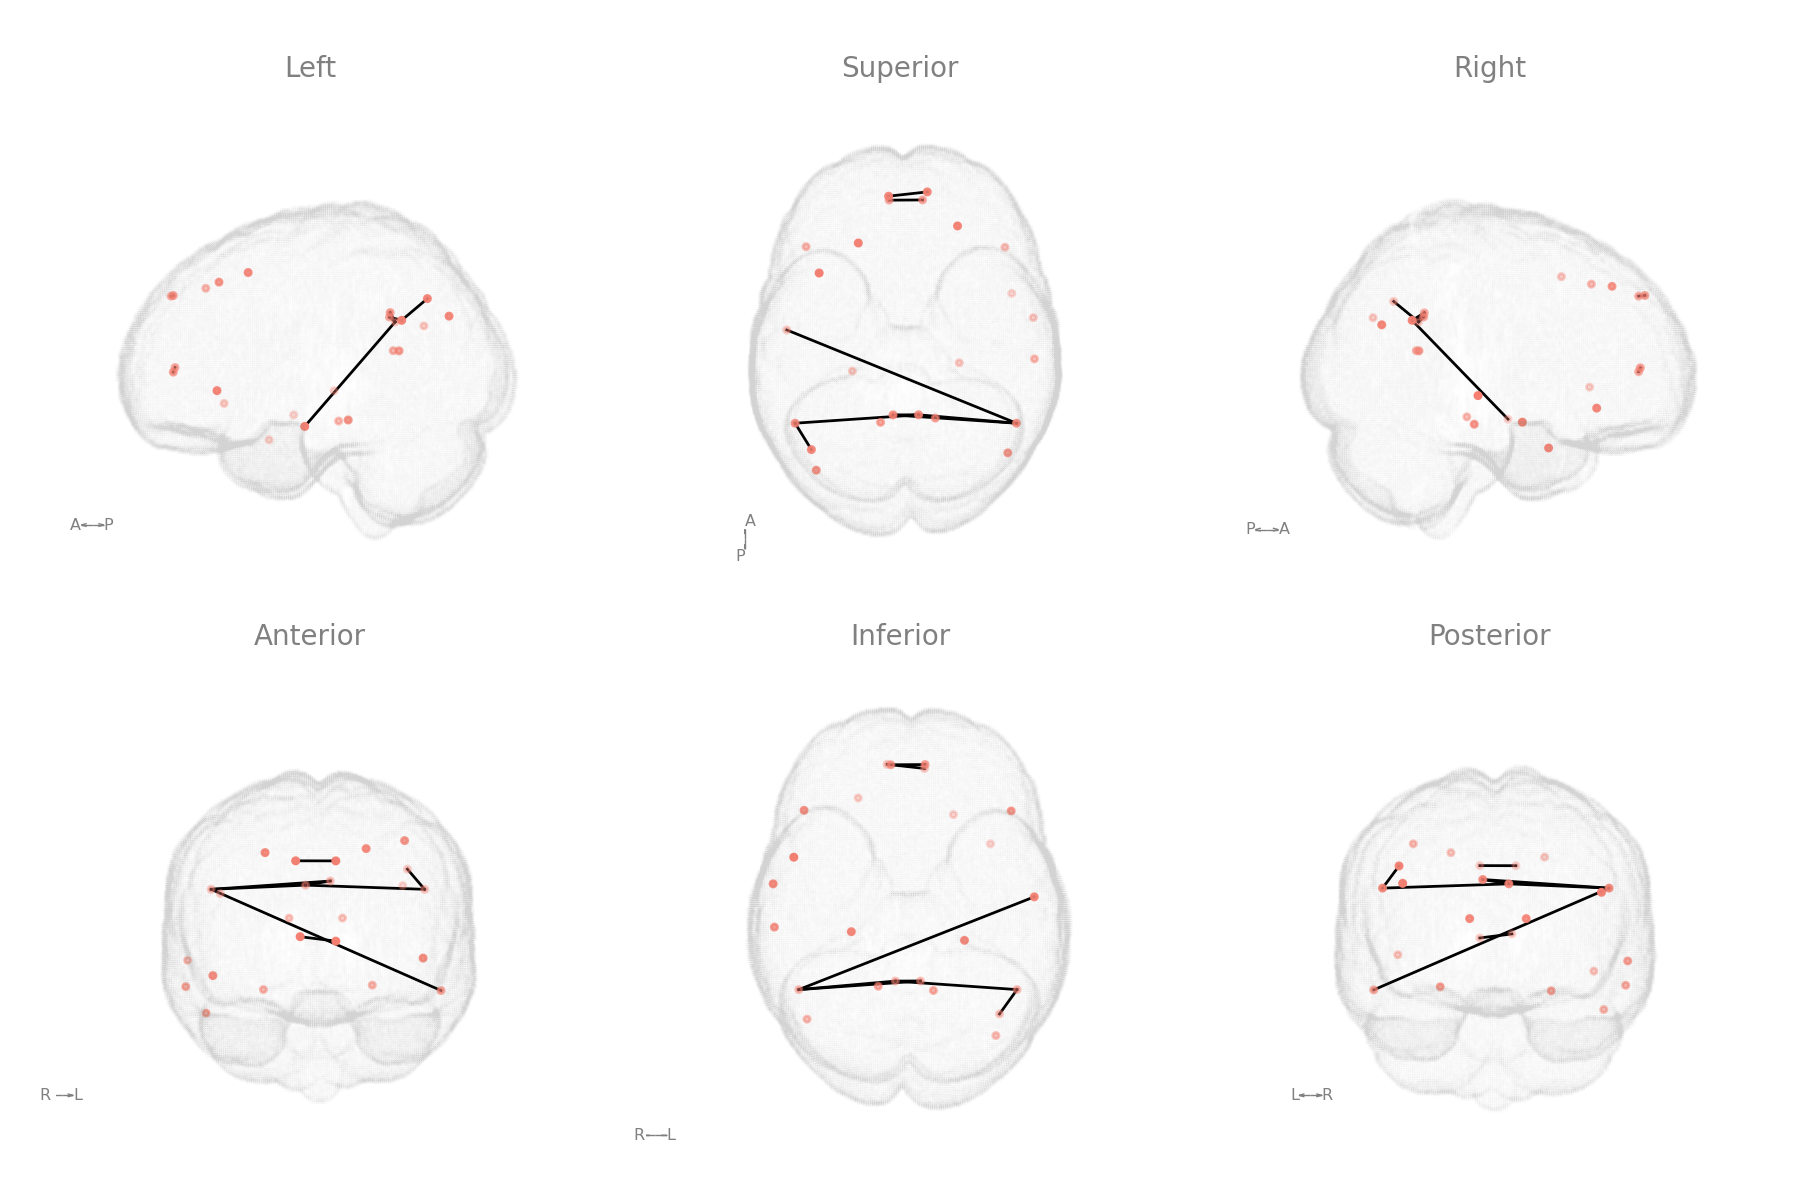 Left
Superior
Right
A
P
A
P
P
A
Anterior
Inferior
Posterior
R
L
R
L
L
R